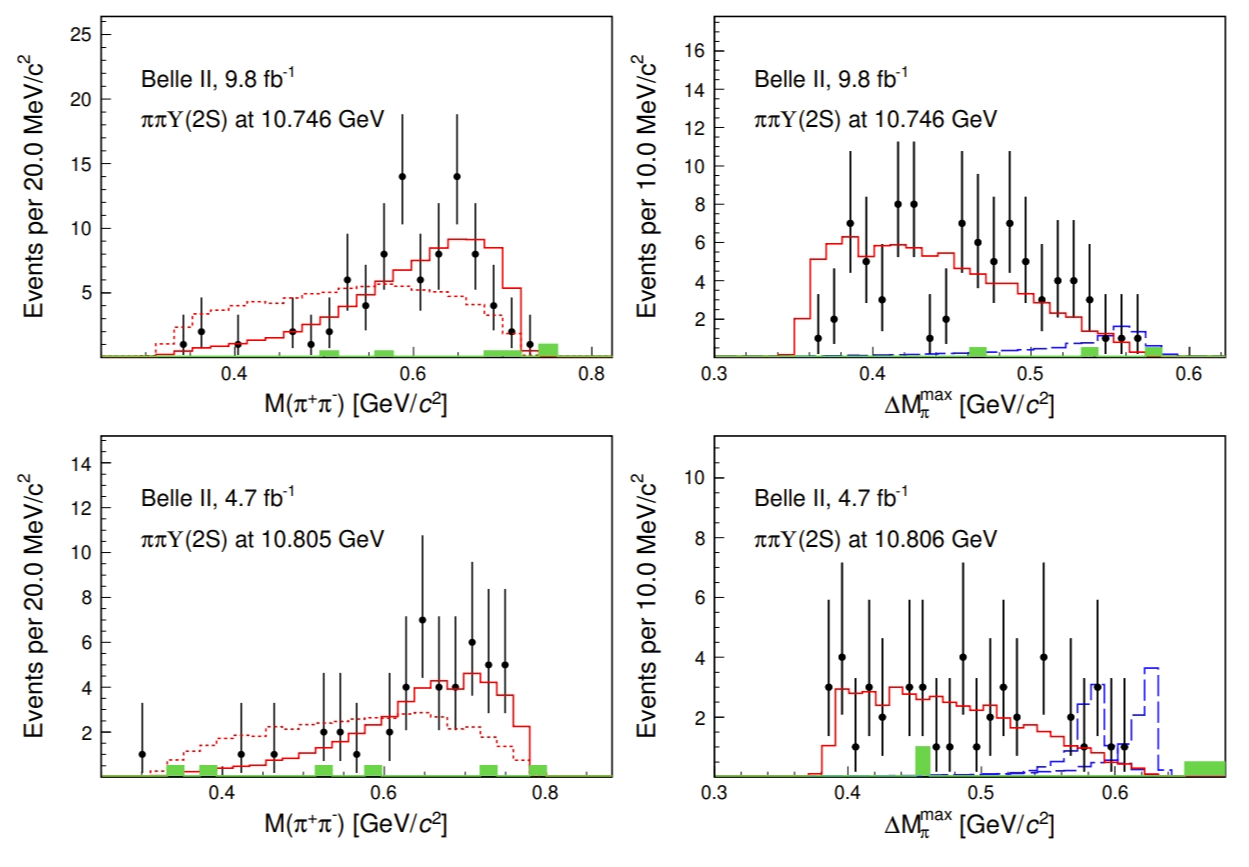 Events per 20.0 MeV/c²
25
20
15
10
5
Belle II, 9.8 fb⁻¹
ππΥ(2S) at 10.746 GeV
0.4 0.6 0.8
M(π⁺π⁻) [GeV/c²]
Events per 10.0 MeV/c²
16
14
12
10
8
6
4
2
Belle II, 9.8 fb⁻¹
ππΥ(2S) at 10.746 GeV
0.3 0.4 0.5 0.6
ΔM_π^max [GeV/c²]
Events per 20.0 MeV/c²
14
12
10
8
6
4
2
Belle II, 4.7 fb⁻¹
ππΥ(2S) at 10.805 GeV
0.4 0.6 0.8
M(π⁺π⁻) [GeV/c²]
Events per 10.0 MeV/c²
10
8
6
4
2
Belle II, 4.7 fb⁻¹
ππΥ(2S) at 10.806 GeV
0.3 0.4 0.5 0.6
ΔM_π^max [GeV/c²]